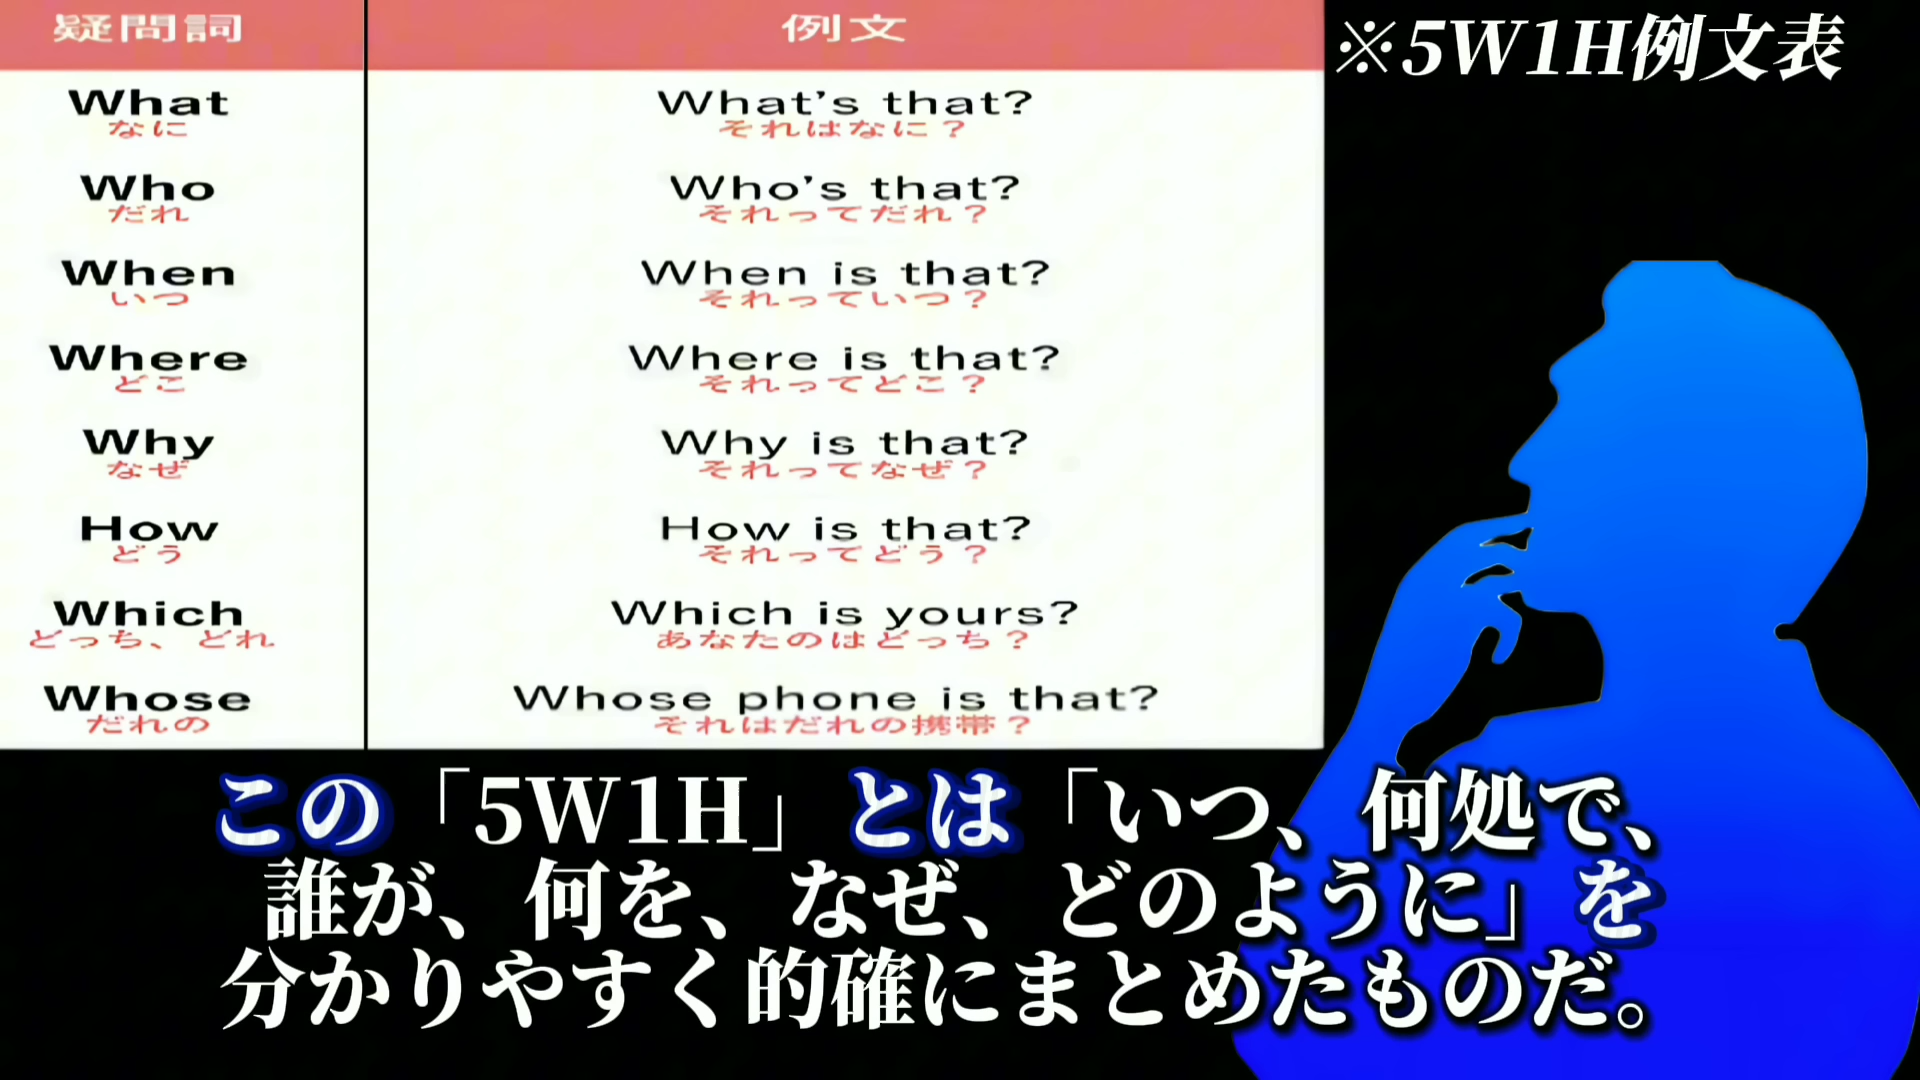 疑問詞 例文
※5W1H例文表
What What's that?
なに それはなに？
Who Who's that?
だれ それってだれ？
When When is that?
いつ それっていつ？
Where Where is that?
どこ それってどこ？
Why Why is that?
なぜ それってなぜ？
How How is that?
どう それってどう？
Which Which is yours?
どっち、どれ あなたのはどっち？
Whose Whose phone is that?
だれの それはだれの携帯？
この「5W1H」とは「いつ、何処で、
誰が、何を、なぜ、どのように」を
分かりやすく的確にまとめたものだ。